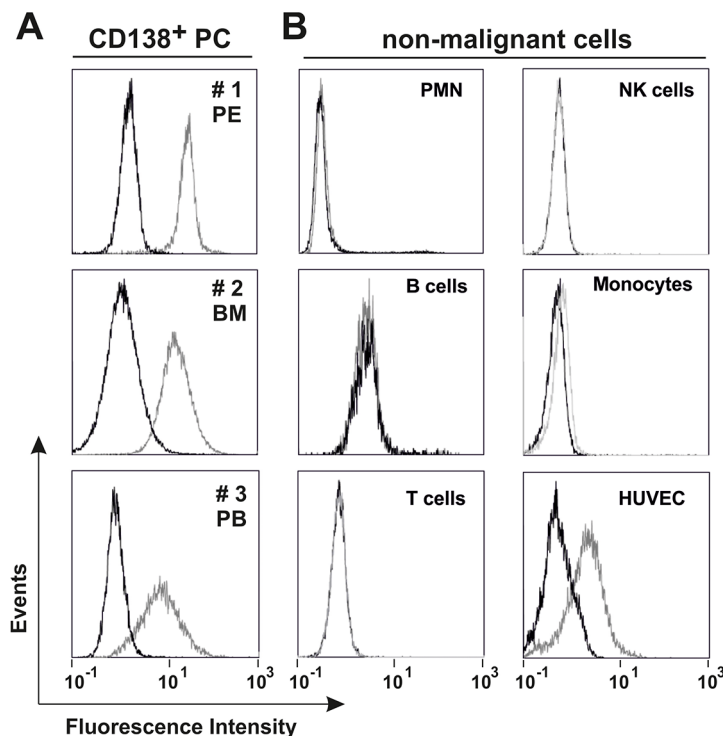 A
B
CD138⁺ PC
non-malignant cells
# 1
PE
PMN
NK cells
# 2
BM
B cells
Monocytes
# 3
PB
T cells
HUVEC
Events
10⁻¹ 10¹ 10³
10⁻¹ 10¹ 10³
10⁻¹ 10¹ 10³
Fluorescence Intensity